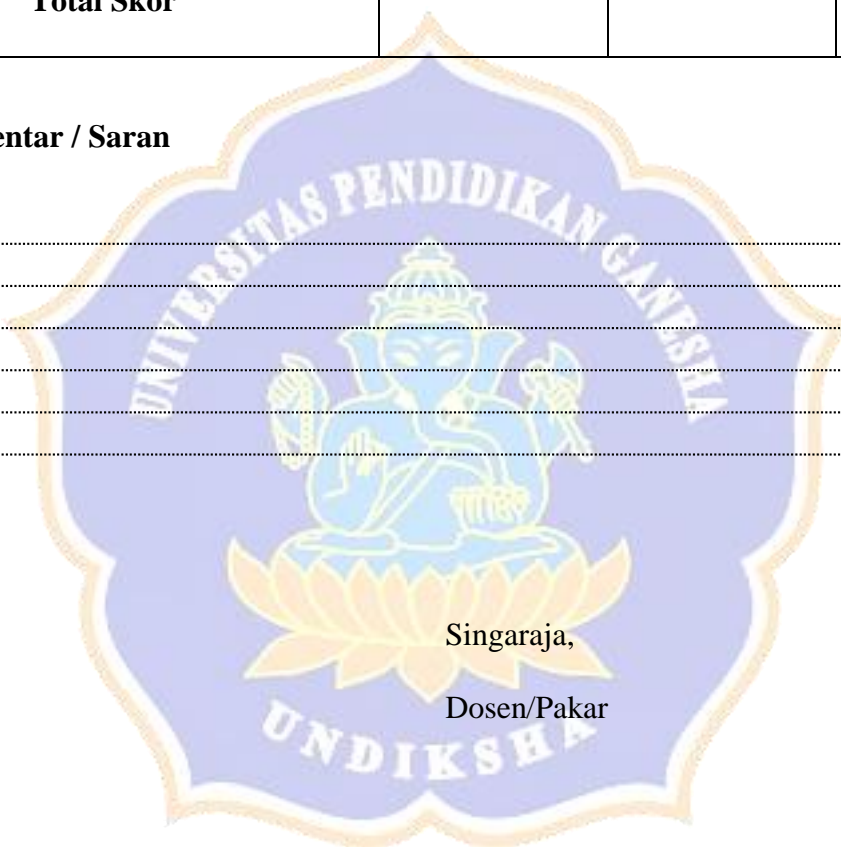 Total Skor
entar / Saran
UNIVERSITAS PENDIDIKAN GANESHA
Singaraja,
Dosen/Pakar
UNDIKSHA